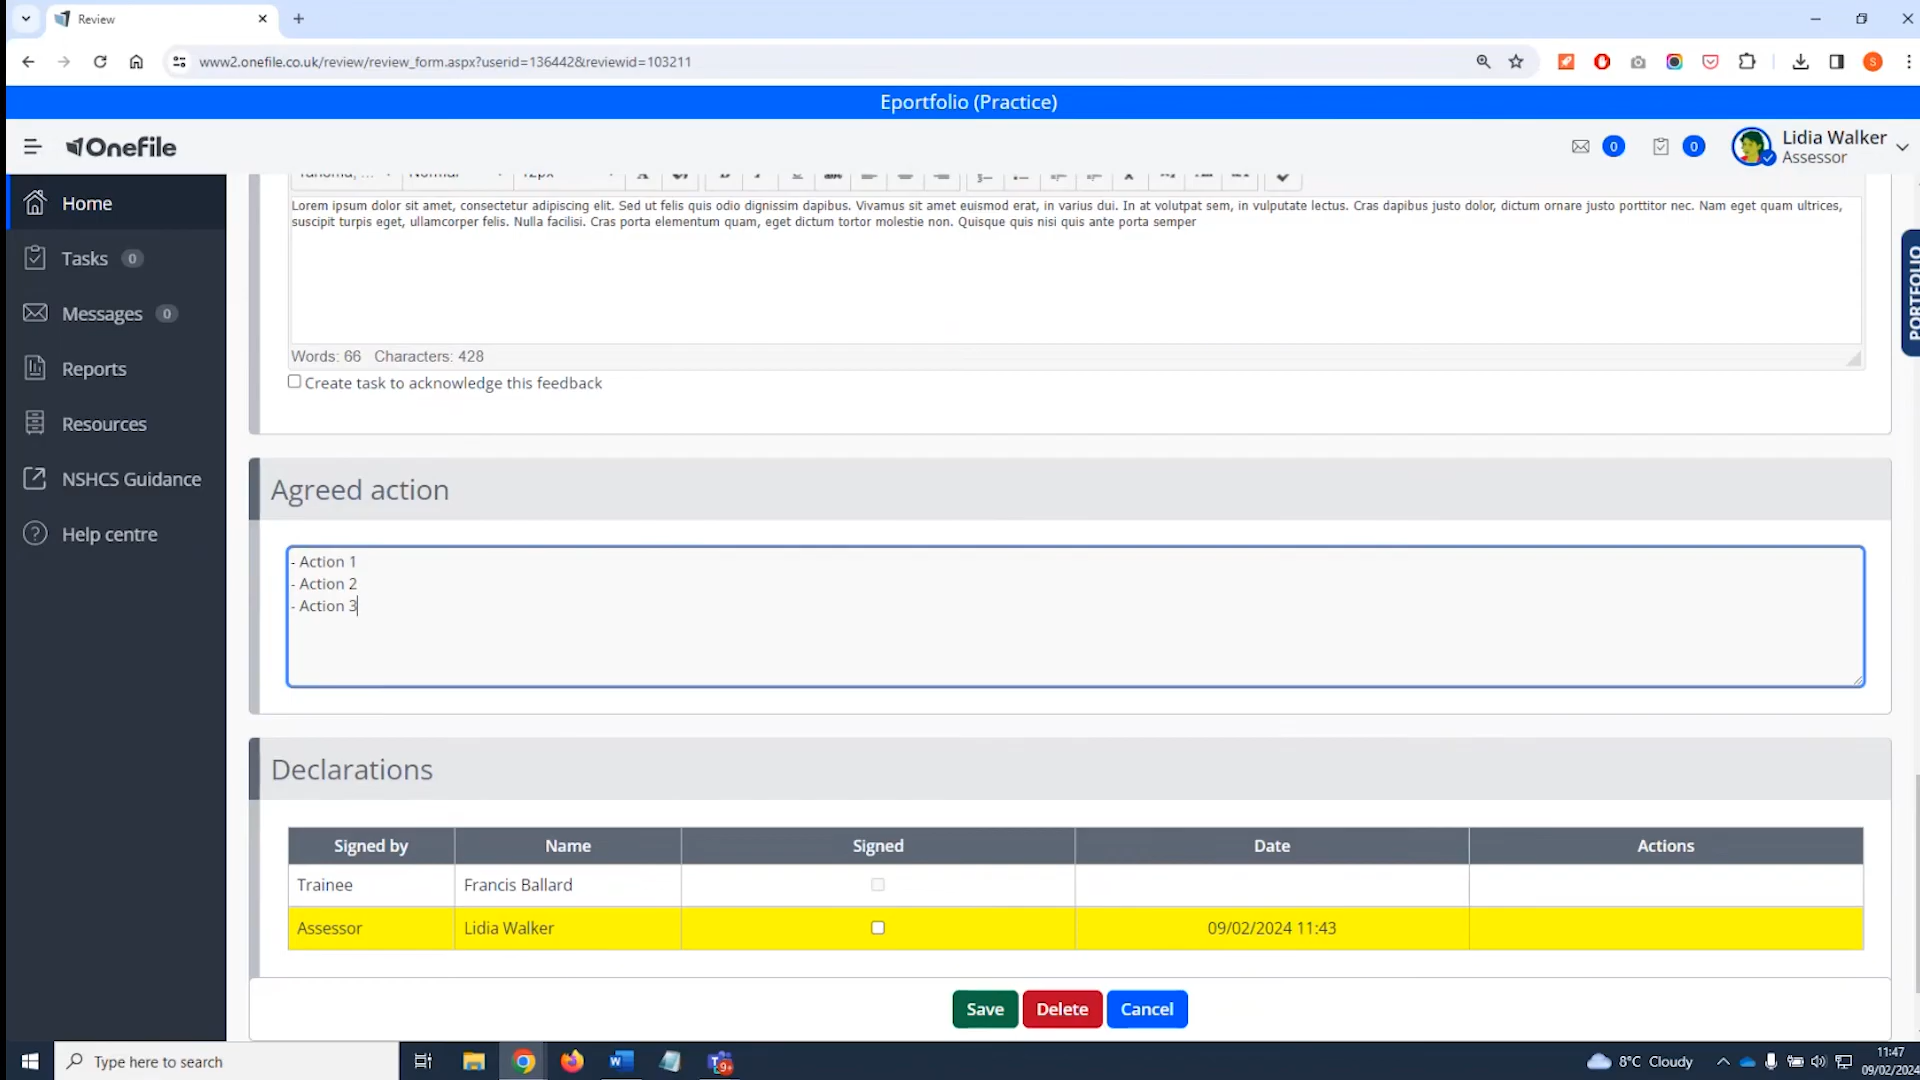 Review
www2.onefile.co.uk/review/review_form.aspx?userid=136442&reviewid=103211
S
Eportfolio (Practice)
Onefile
0
0
Lidia Walker
Assessor
Home
Tasks 0
Messages 0
Reports
Resources
NSHCS Guidance
Help centre
PORTFOLIO
Tahoma, ...
Normal
12px
Lorem ipsum dolor sit amet, consectetur adipiscing elit. Sed ut felis quis odio dignissim dapibus. Vivamus sit amet euismod erat, in varius dui. In at volutpat sem, in vulputate lectus. Cras dapibus justo dolor, dictum ornare justo porttitor nec. Nam eget quam ultrices,
suscipit turpis eget, ullamcorper felis. Nulla facilisi. Cras porta elementum quam, eget dictum tortor molestie non. Quisque quis nisi quis ante porta semper
Words: 66 Characters: 428
Create task to acknowledge this feedback
Agreed action
- Action 1
- Action 2
- Action 3
Declarations
Signed by Name Signed Date Actions
Trainee Francis Ballard
Assessor Lidia Walker 09/02/2024 11:43
Save Delete Cancel
Type here to search
9+
8°C Cloudy
11:47
09/02/2024